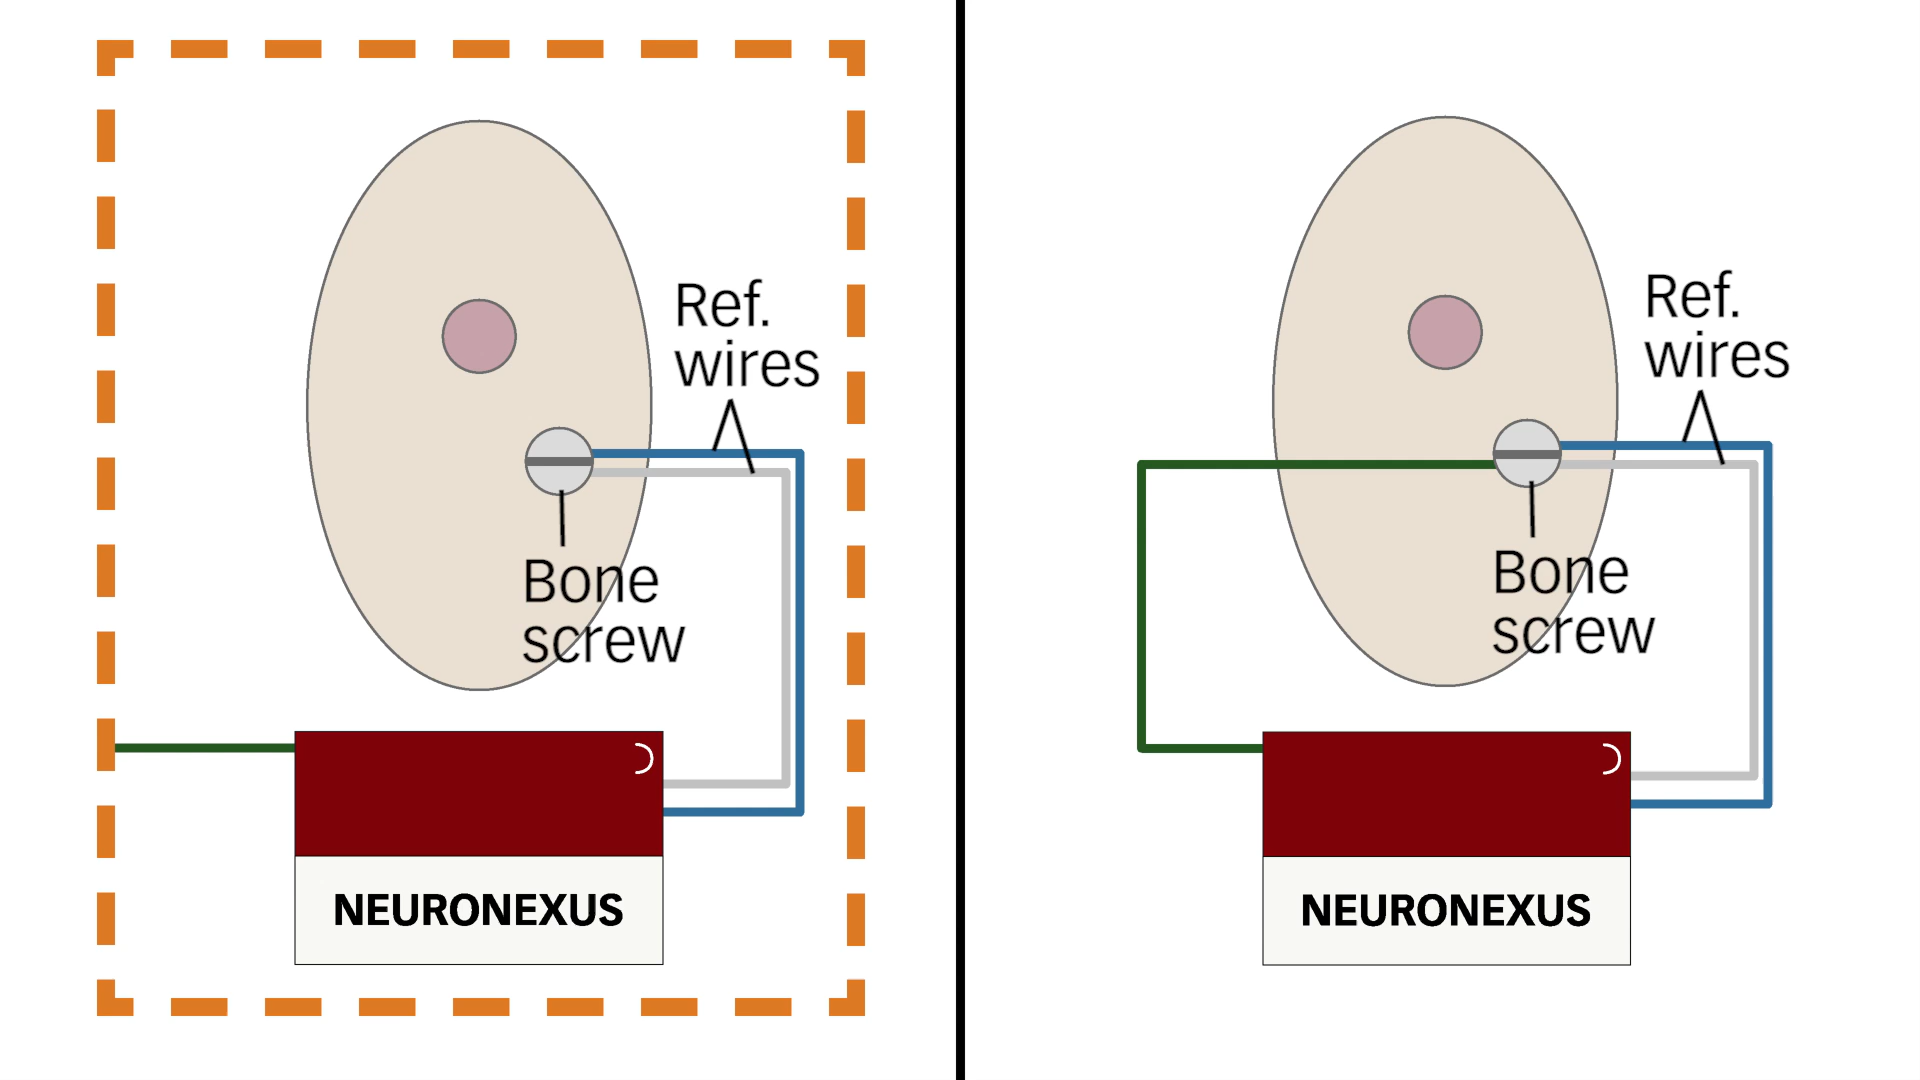 Ref.
wires
Bone
screw
NEURONEXUS
Ref.
wires
Bone
screw
NEURONEXUS